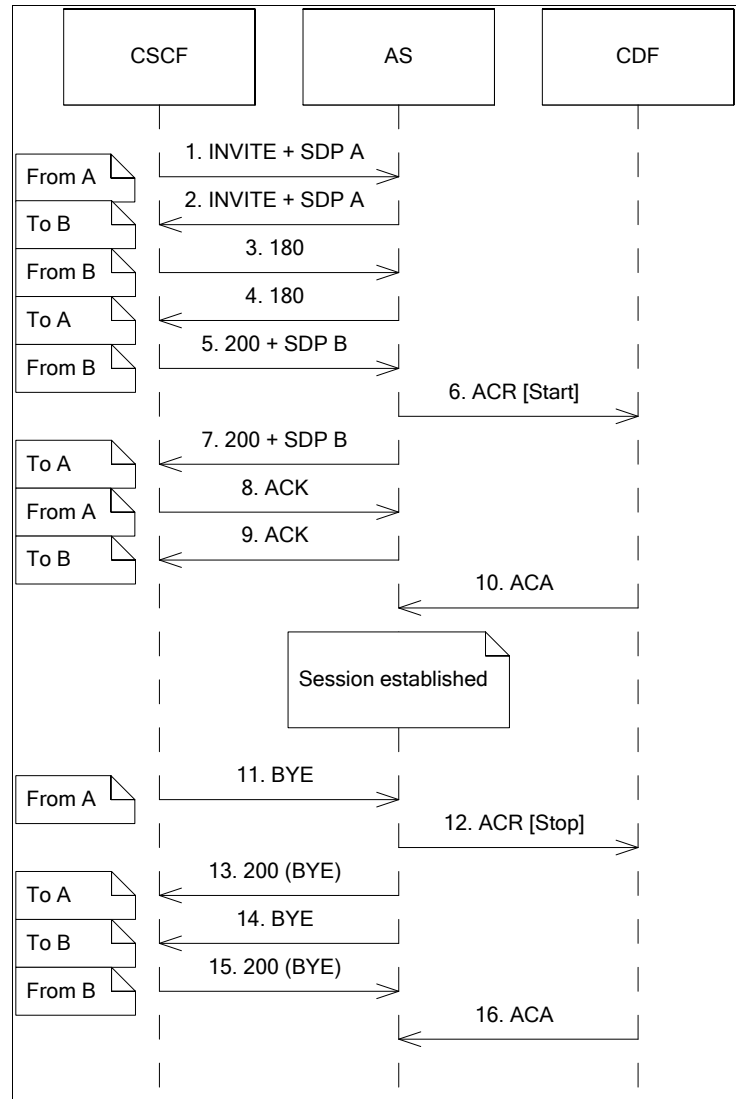 CSCF
AS
CDF
1. INVITE + SDP A
From A
2. INVITE + SDP A
To B
3. 180
From B
4. 180
To A
5. 200 + SDP B
From B
6. ACR [Start]
7. 200 + SDP B
To A
8. ACK
From A
9. ACK
To B
10. ACA
Session established
11. BYE
From A
12. ACR [Stop]
13. 200 (BYE)
To A
14. BYE
To B
15. 200 (BYE)
From B
16. ACA